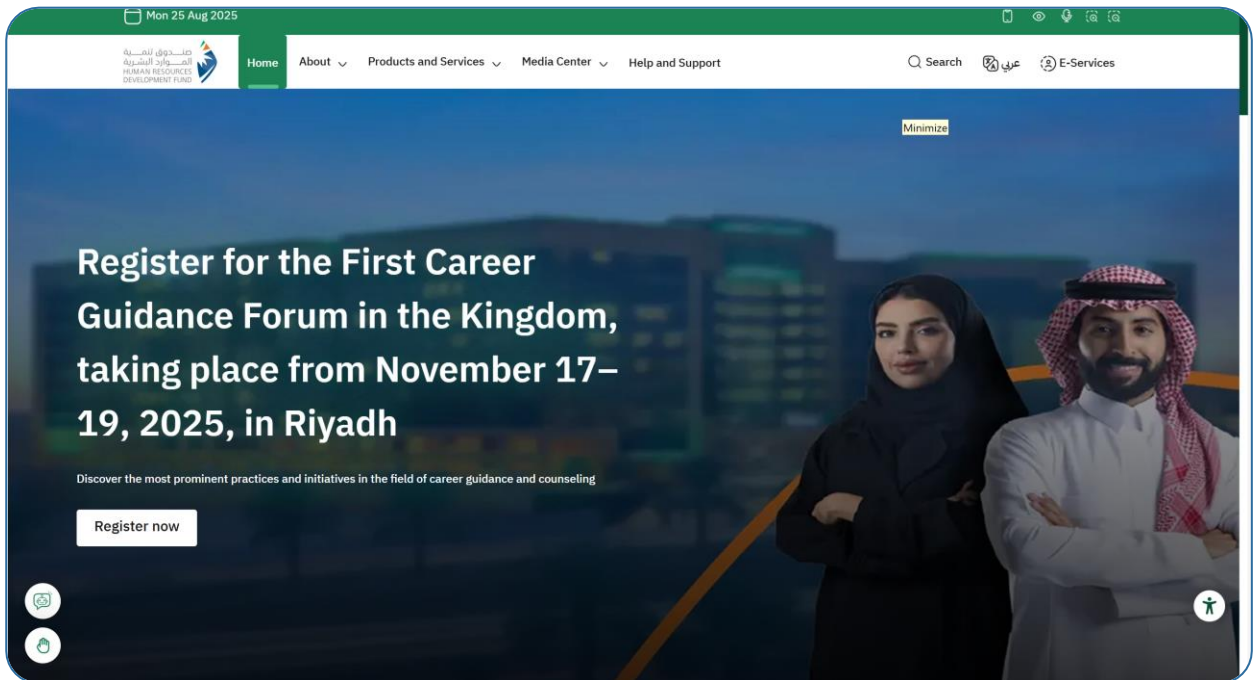 Mon 25 Aug 2025
صندوق تنمية
الموارد البشرية
HUMAN RESOURCES
DEVELOPMENT FUND
Home
About
Products and Services
Media Center
Help and Support
Search
عربي
E-Services
Minimize
Register for the First Career
Guidance Forum in the Kingdom,
taking place from November 17–
19, 2025, in Riyadh
Discover the most prominent practices and initiatives in the field of career guidance and counseling
Register now